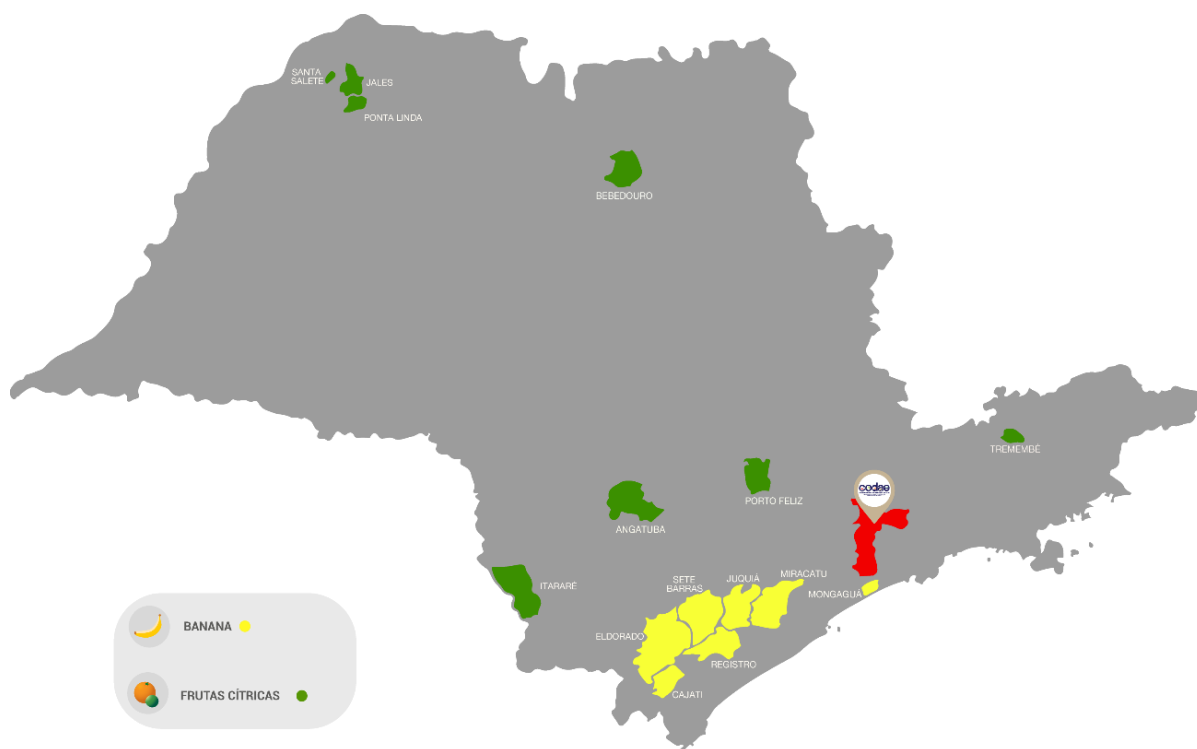 SANTA
SALETE
JALES
PONTA LINDA
BEBEDOURO
TREMEMBÉ
codae
PORTO FELIZ
ANGATUBA
ITARARÉ
SETE
BARRAS
JUQUIÁ
MIRACATU
MONGAGUÁ
ELDORADO
REGISTRO
CAJATI
BANANA
FRUTAS CÍTRICAS